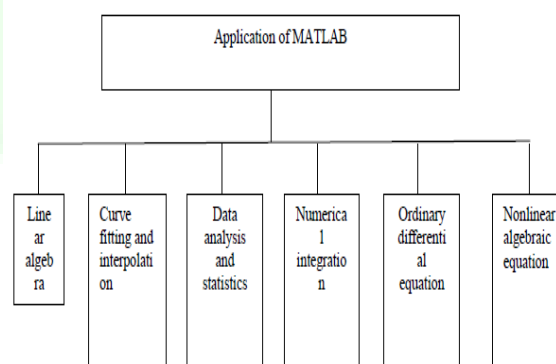 Application of MATLAB
Line
ar
algeb
ra
Curve
fitting and
interpolati
on
Data
analysis
and
statistics
Numerica
l
integratio
n
Ordinary
differenti
al
equation
Nonlinear
algebraic
equation